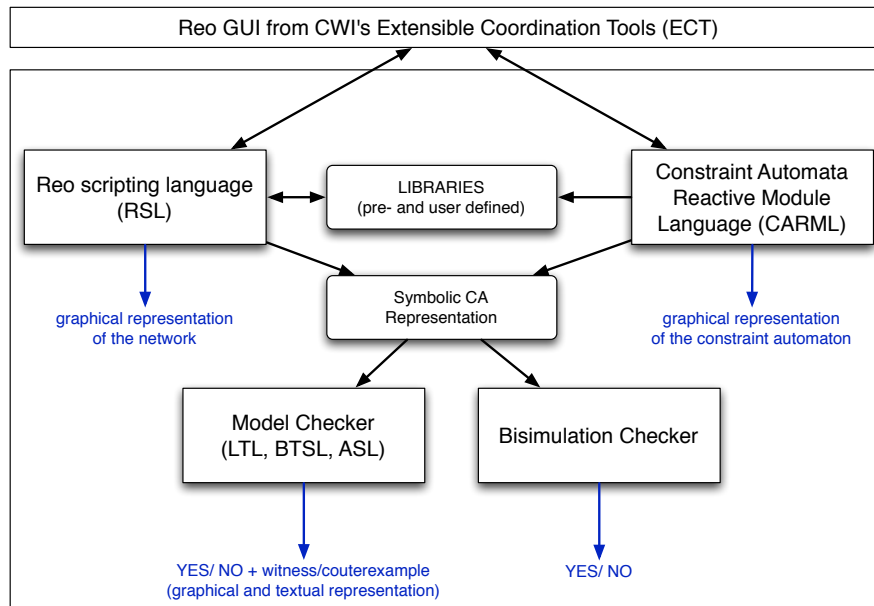 Reo GUI from CWI's Extensible Coordination Tools (ECT)
Reo scripting language
(RSL)
LIBRARIES
(pre- and user defined)
Constraint Automata
Reactive Module
Language (CARML)
Symbolic CA
Representation
graphical representation
of the network
graphical representation
of the constraint automaton
Model Checker
(LTL, BTSL, ASL)
Bisimulation Checker
YES/ NO + witness/couterexample
(graphical and textual representation)
YES/ NO